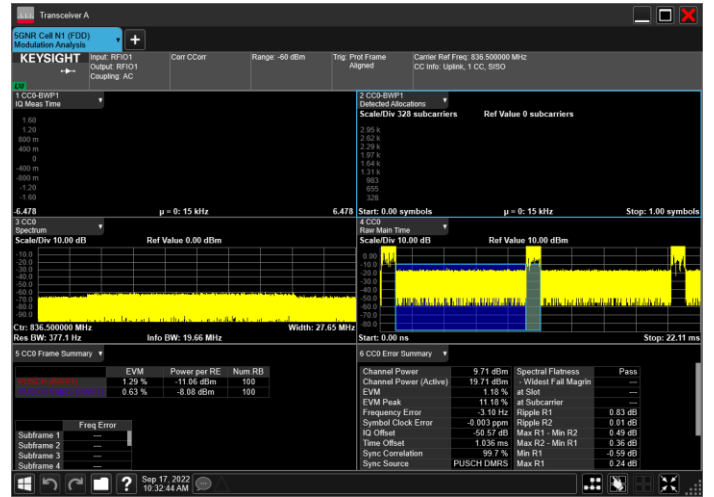 Transceiver A
5GNR Cell N1 (FDD)
Modulation Analysis
KEYSIGHT
Input: RFIO1
Output: RFIO1
Coupling: AC
Corr CCorr
Range: -60 dBm
Trig: Prot Frame
Aligned
Carrier Ref Freq: 836.500000 MHz
CC Info: Uplink, 1 CC, SISO
1 CC0-BWP1
IQ Meas Time
1.60
1.20
800 m
400 m
0
-400 m
-800 m
-1.20
-1.60
-6.478 μ = 0: 15 kHz 6.478
2 CC0-BWP1
Detected Allocations
Scale/Div 328 subcarriers Ref Value 0 subcarriers
2.95 k
2.62 k
2.29 k
1.97 k
1.64 k
1.31 k
983
655
328
Start: 0.00 symbols μ = 0: 15 kHz Stop: 1.00 symbols
3 CC0
Spectrum
Scale/Div 10.00 dB Ref Value 0.00 dBm
-10.0
-20.0
-30.0
-40.0
-50.0
-60.0
-70.0
-80.0
-90.0
Ctr: 836.500000 MHz Width: 27.65 MHz
Res BW: 377.1 Hz Info BW: 19.66 MHz
4 CC0
Raw Main Time
Scale/Div 10.00 dB Ref Value 10.00 dBm
0.00
-10.0
-20.0
-30.0
-40.0
-50.0
-60.0
-70.0
-80.0
Start: 0.00 ns Stop: 22.11 ms
5 CC0 Frame Summary
EVM Power per RE Num RB
1.29 % -11.06 dBm 100
0.63 % -8.08 dBm 100
Freq Error
Subframe 1 ---
Subframe 2 ---
Subframe 3 ---
Subframe 4 ---
6 CC0 Error Summary
Channel Power 9.71 dBm Spectral Flatness Pass
Channel Power (Active) 19.71 dBm - Widest Fail Magrin ---
EVM 1.18 % at Slot ---
EVM Peak 11.18 % at Subarrier ---
Frequency Error -3.10 Hz Ripple R1 0.83 dB
Symbol Clock Error -0.003 ppm Ripple R2 0.01 dB
IQ Offset -50.57 dB Max R1 - Min R2 0.49 dB
Time Offset 1.036 ms Max R2 - Min R1 0.36 dB
Sync Correlation 99.7 % Min R1 -0.59 dB
Sync Source PUSCH DMRS Max R1 0.24 dB
Sep 17, 2022
10:32:44 AM